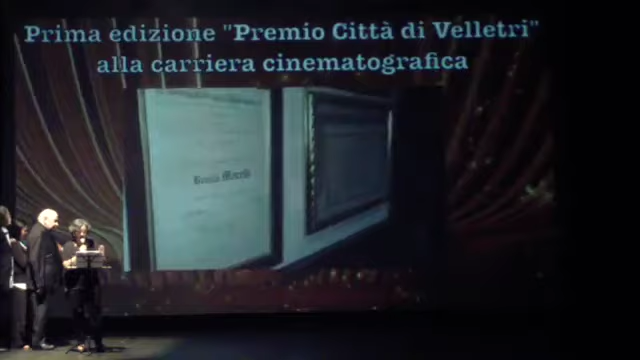 Prima edizione "Premio Città di Velletri"
alla carriera cinematografica